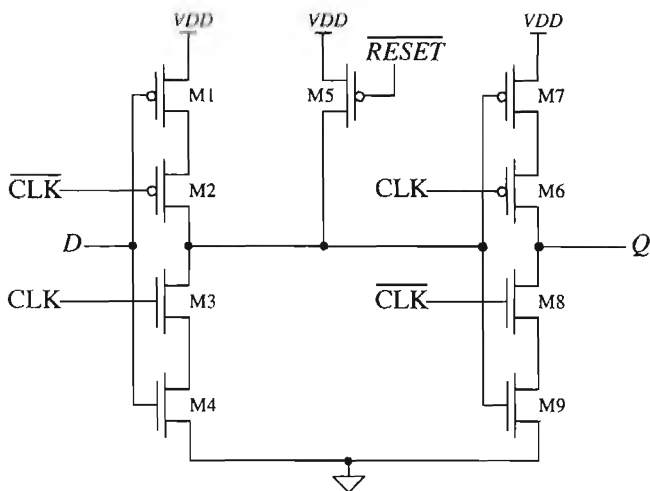 VDD VDD VDD
RESET
M1 M5 M7
CLK M2 CLK M6
D Q
CLK M3 CLK M8
M4 M9